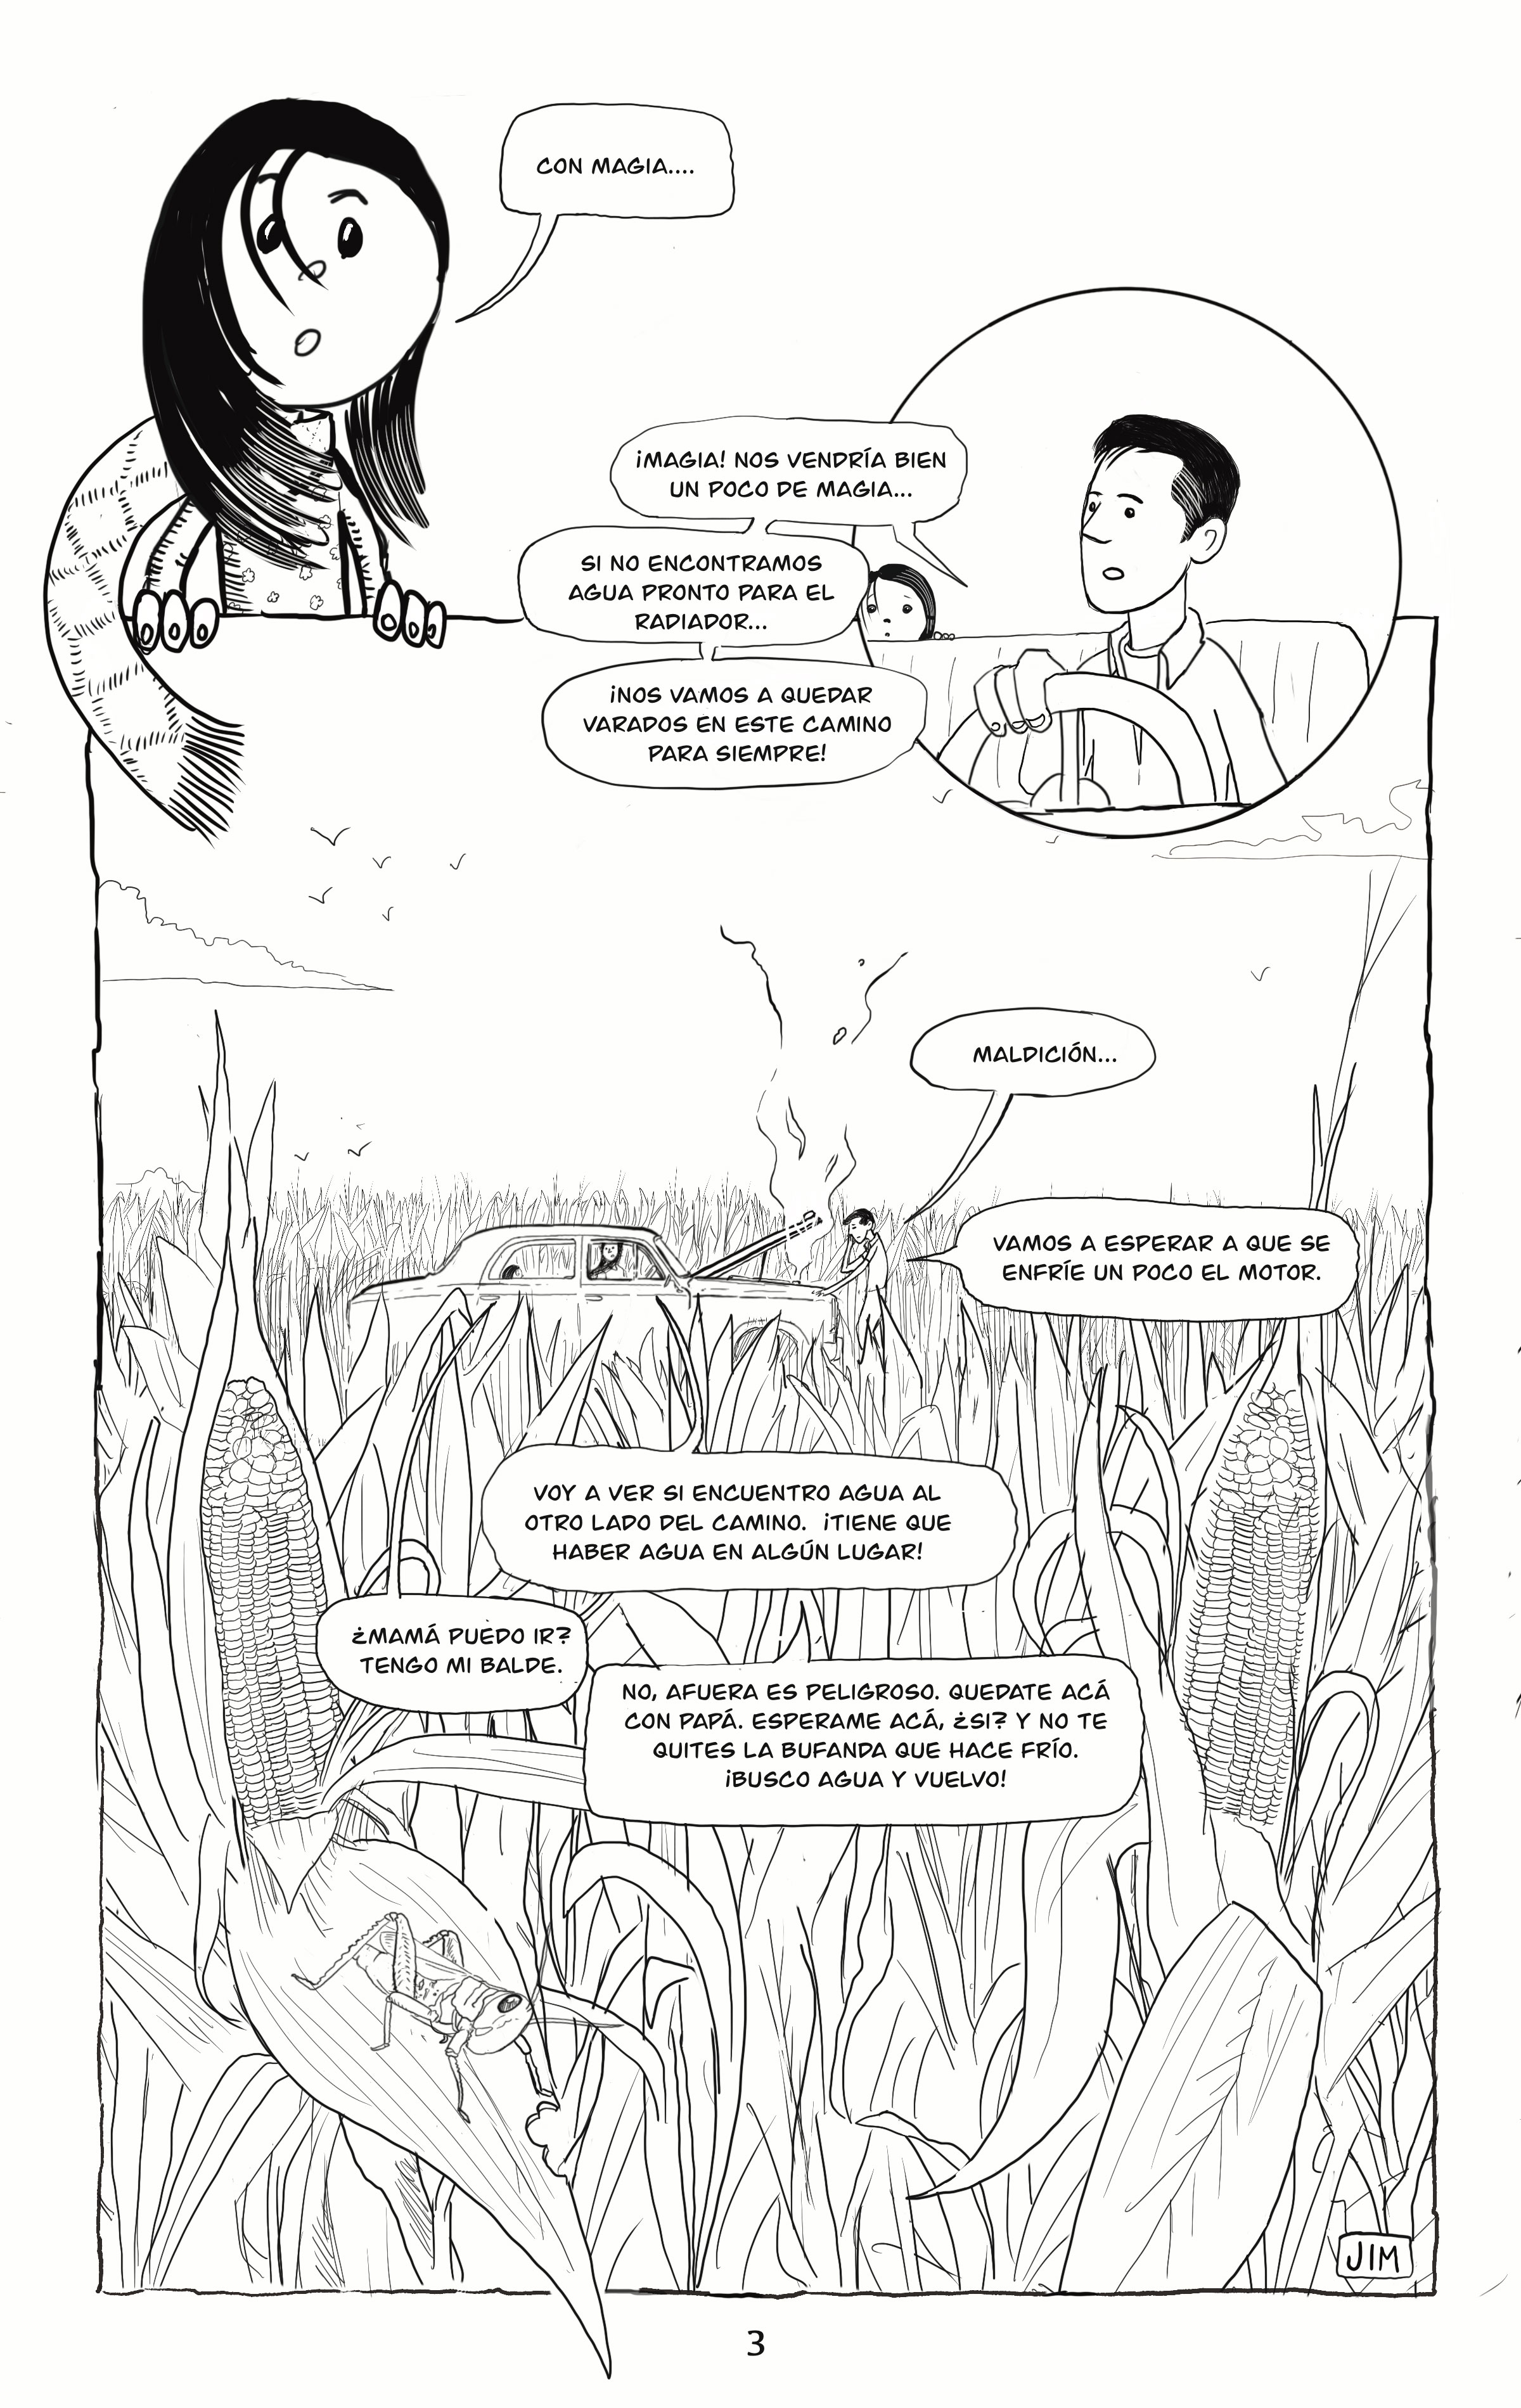 CON MAGIA....
¡MAGIA! NOS VENDRÍA BIEN
UN POCO DE MAGIA...
SI NO ENCONTRAMOS
AGUA PRONTO PARA EL
RADIADOR...
¡NOS VAMOS A QUEDAR
VARADOS EN ESTE CAMINO
PARA SIEMPRE!
MALDICIÓN...
VAMOS A ESPERAR A QUE SE
ENFRÍE UN POCO EL MOTOR.
VOY A VER SI ENCUENTRO AGUA AL
OTRO LADO DEL CAMINO. ¡TIENE QUE
HABER AGUA EN ALGÚN LUGAR!
¿MAMÁ PUEDO IR?
TENGO MI BALDE.
NO, AFUERA ES PELIGROSO. QUEDATE ACÁ
CON PAPÁ. ESPERAME ACÁ, ¿SI? Y NO TE
QUITES LA BUFANDA QUE HACE FRÍO.
¡BUSCO AGUA Y VUELVO!
JIM
3